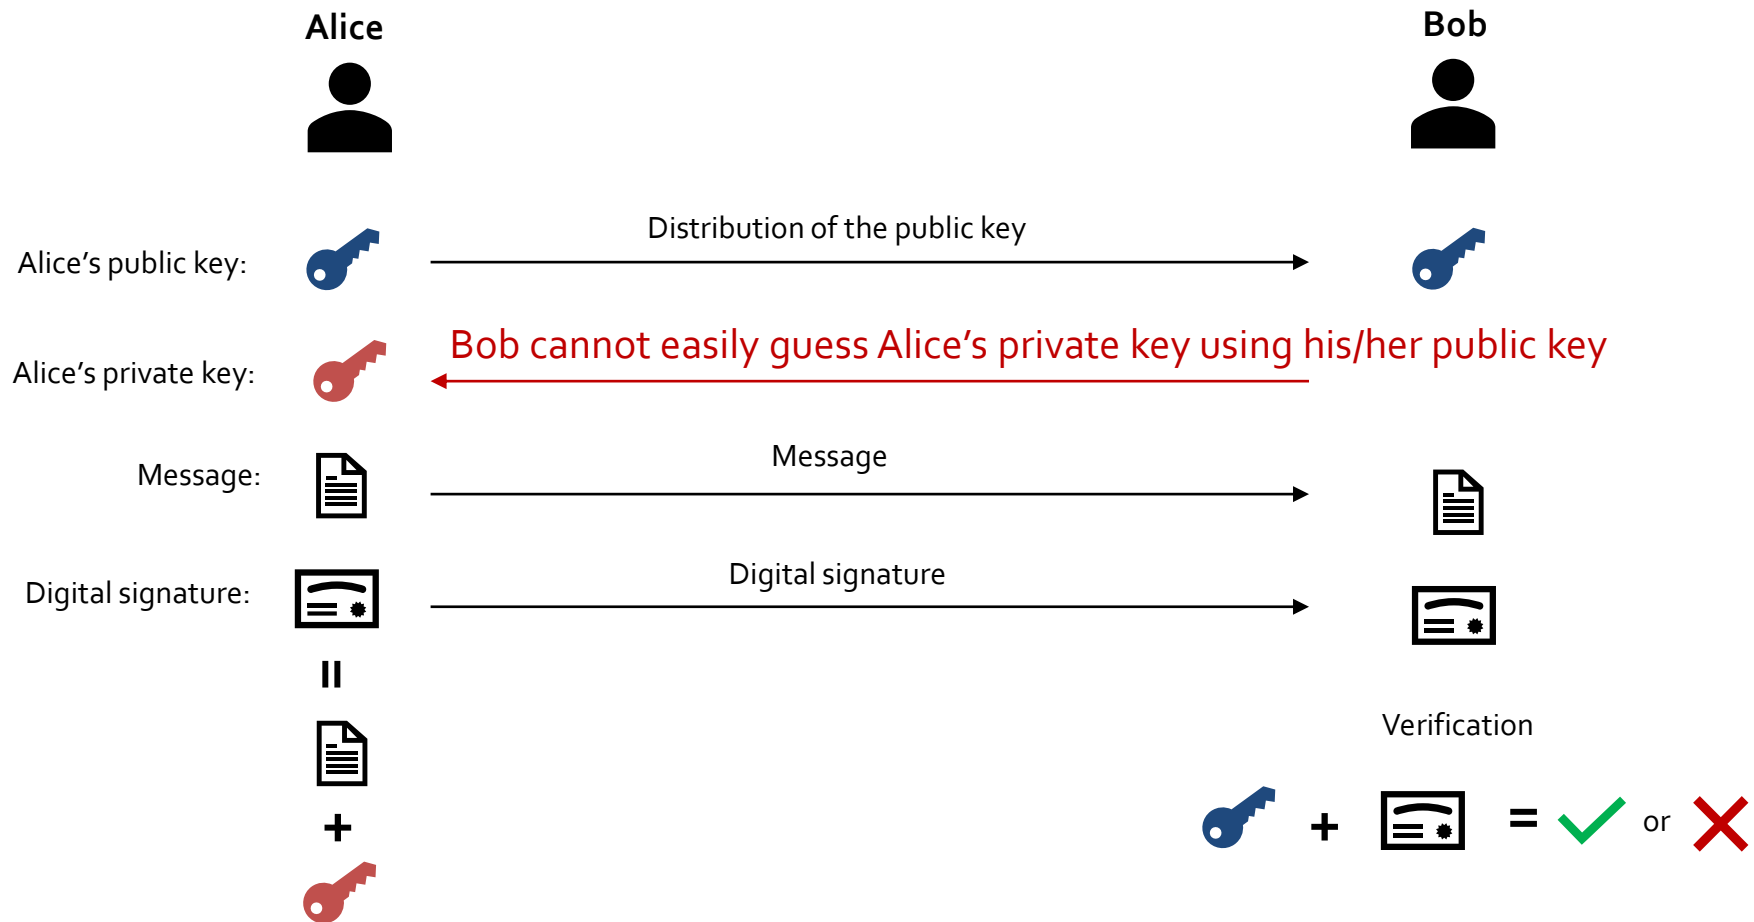 Alice
Bob
Distribution of the public key
Alice’s public key:
Bob cannot easily guess Alice’s private key using his/her public key
Alice’s private key:
Message
Message:
Digital signature
Digital signature:
=
Verification
+
+
=
or